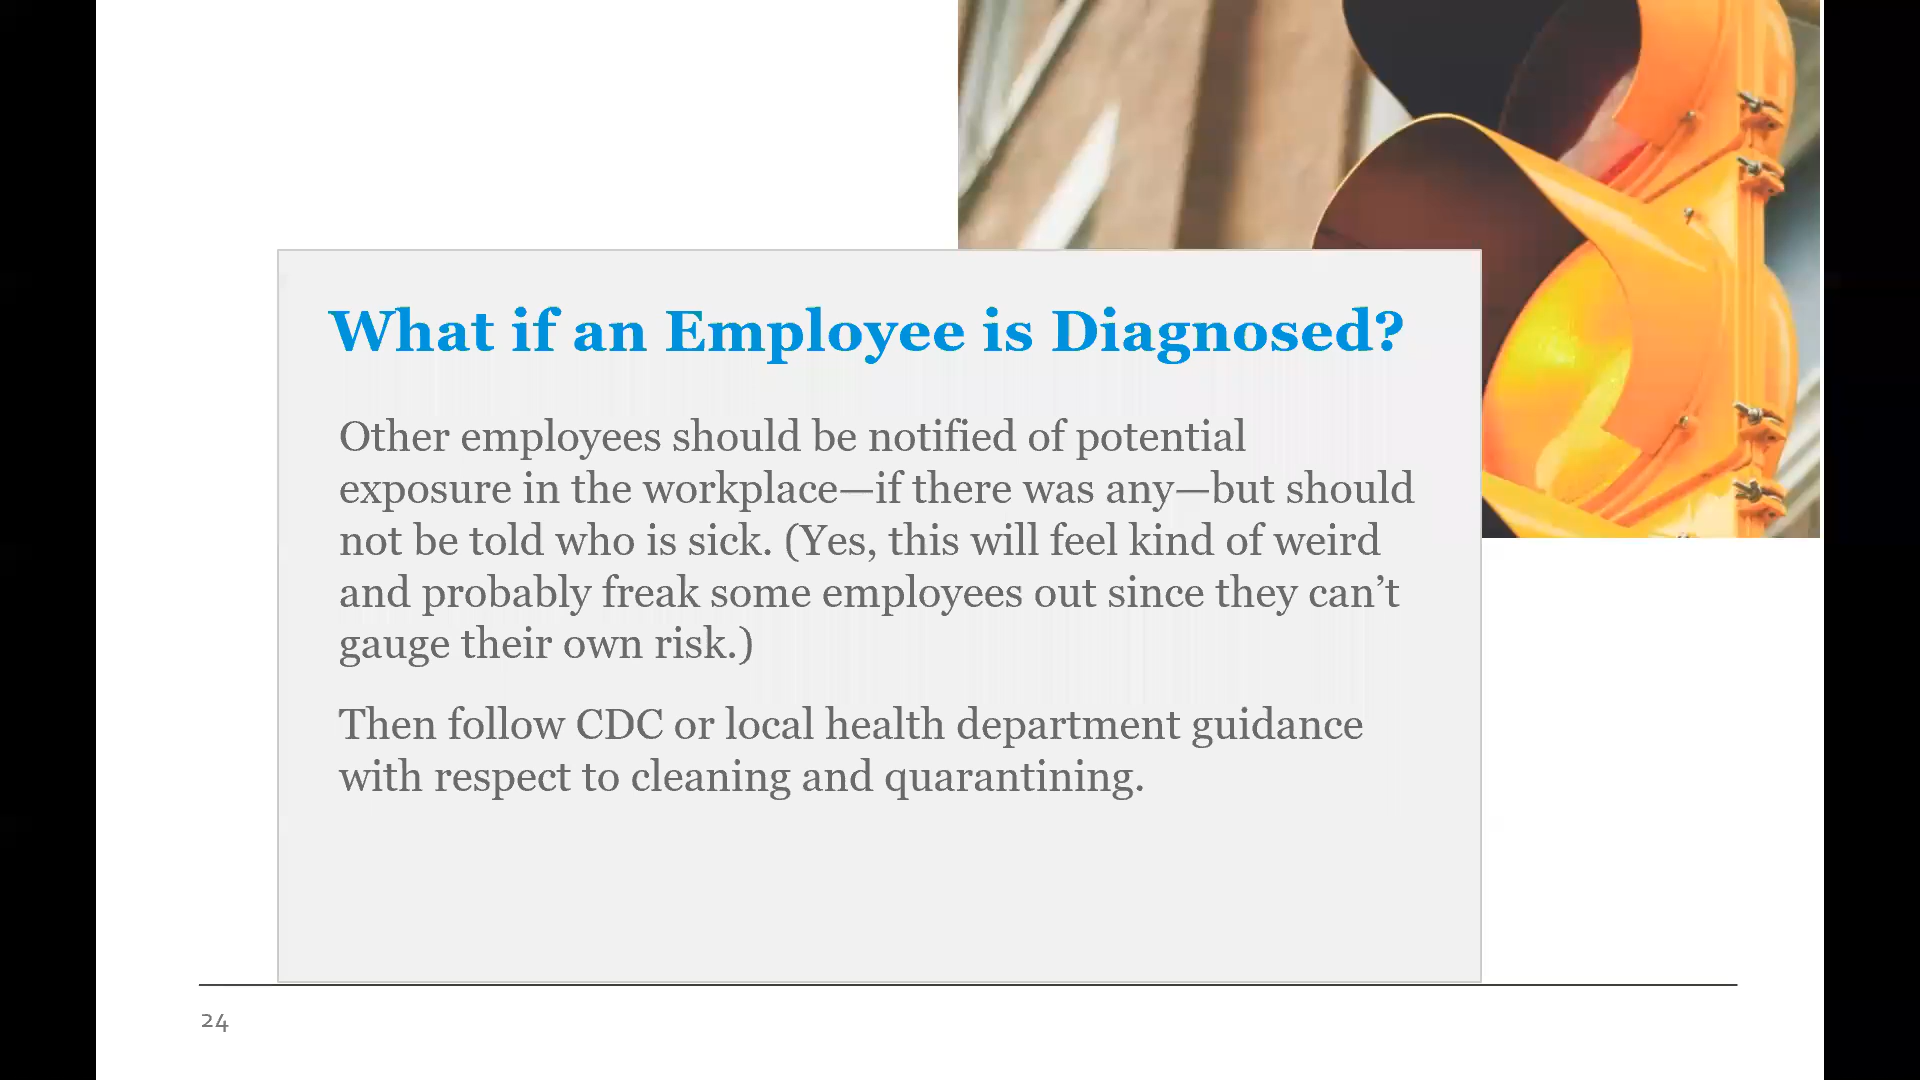 What if an Employee is Diagnosed?
Other employees should be notified of potential
exposure in the workplace—if there was any—but should
not be told who is sick. (Yes, this will feel kind of weird
and probably freak some employees out since they can’t
gauge their own risk.)
Then follow CDC or local health department guidance
with respect to cleaning and quarantining.
24